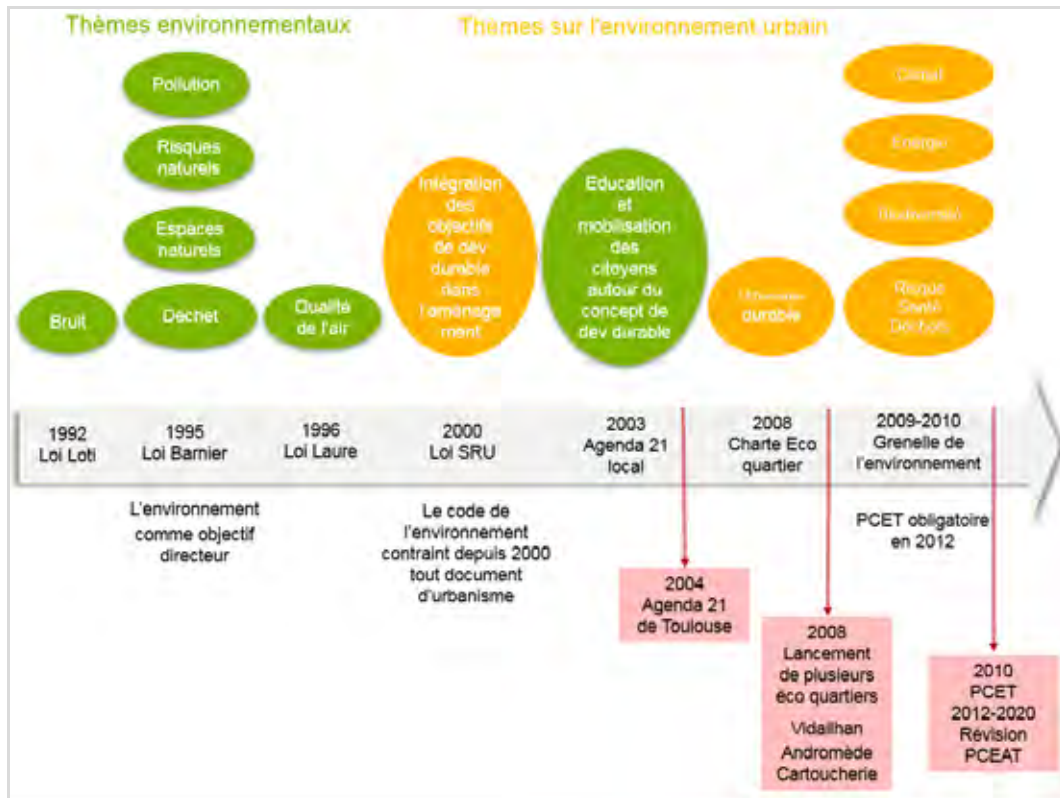 Thèmes environnementaux
Thèmes sur l'environnement urbain
Pollution
Risques
naturels
Espaces
naturels
Bruit
Déchet
Qualité
de l'air
Intégration
des
objectifs
de dev
durable
dans
l'aménage
ment
Education
et
mobilisation
des
citoyens
autour du
concept de
dev durable
durable
Climat
Energie
Risque
Santé
Déchets
1992
Loi Loti
1995
Loi Barnier
1996
Loi Laure
2000
Loi SRU
2003
Agenda 21
local
2008
Charte Eco
quartier
2009-2010
Grenelle de
l'environnement
L'environnement
comme objectif
directeur
Le code de
l'environnement
contraint depuis 2000
tout document
d'urbanisme
PCET obligatoire
en 2012
2004
Agenda 21
de Toulouse
2008
Lancement
de plusieurs
éco quartiers
Vidailhan
Andromède
Cartoucherie
2010
PCET
2012-2020
Révision
PCEAT